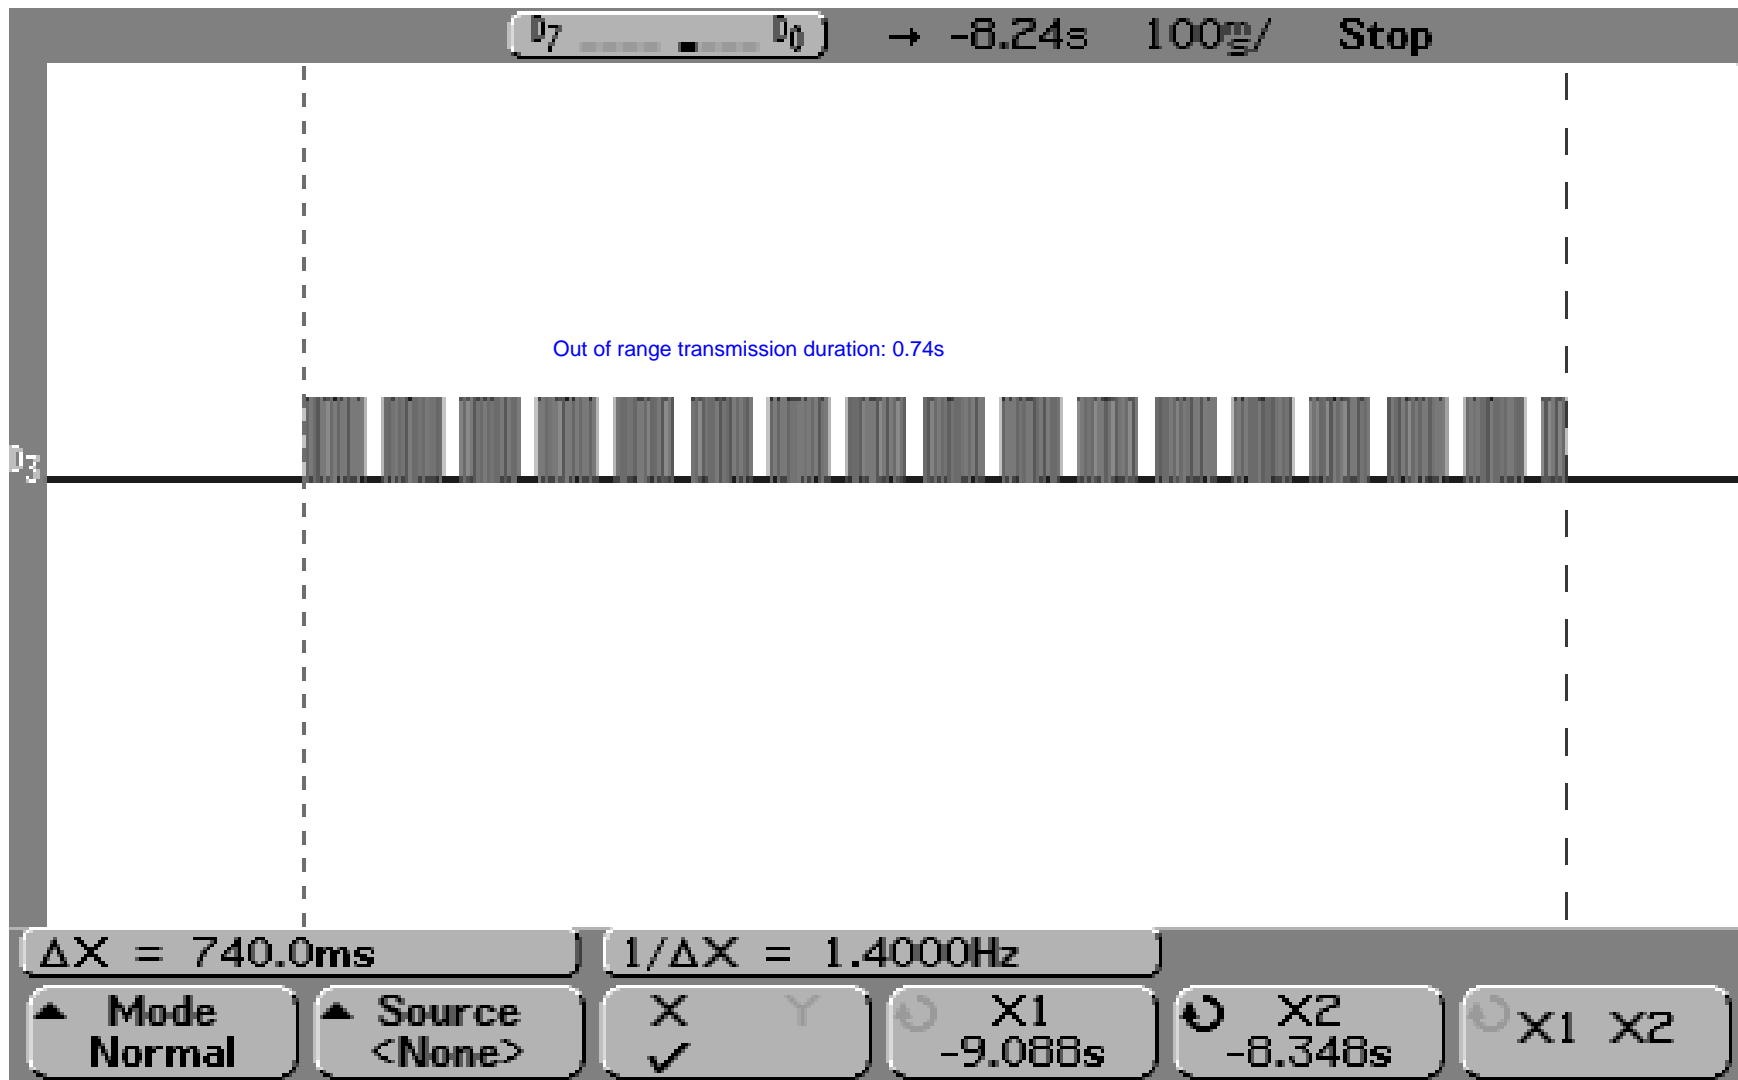 D7 D0 → -8.24s 100ms/ Stop
Out of range transmission duration: 0.74s
D3
ΔX = 740.0ms 1/ΔX = 1.4000Hz
Mode Source X Y X1 X2 X1 X2
Normal <None> ✓ -9.088s -8.348s